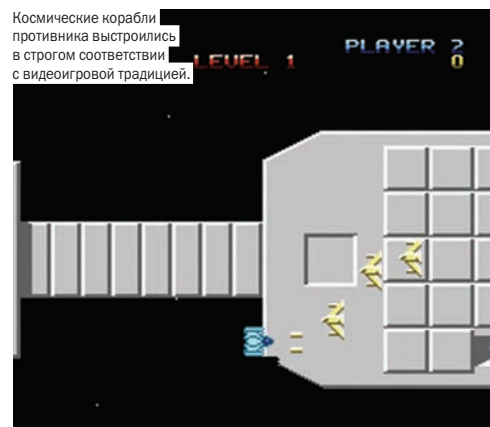 Космические корабли
противника выстроились
в строгом соответствии
с видеоигровой традицией.
LEVEL 1
PLAYER 2
0